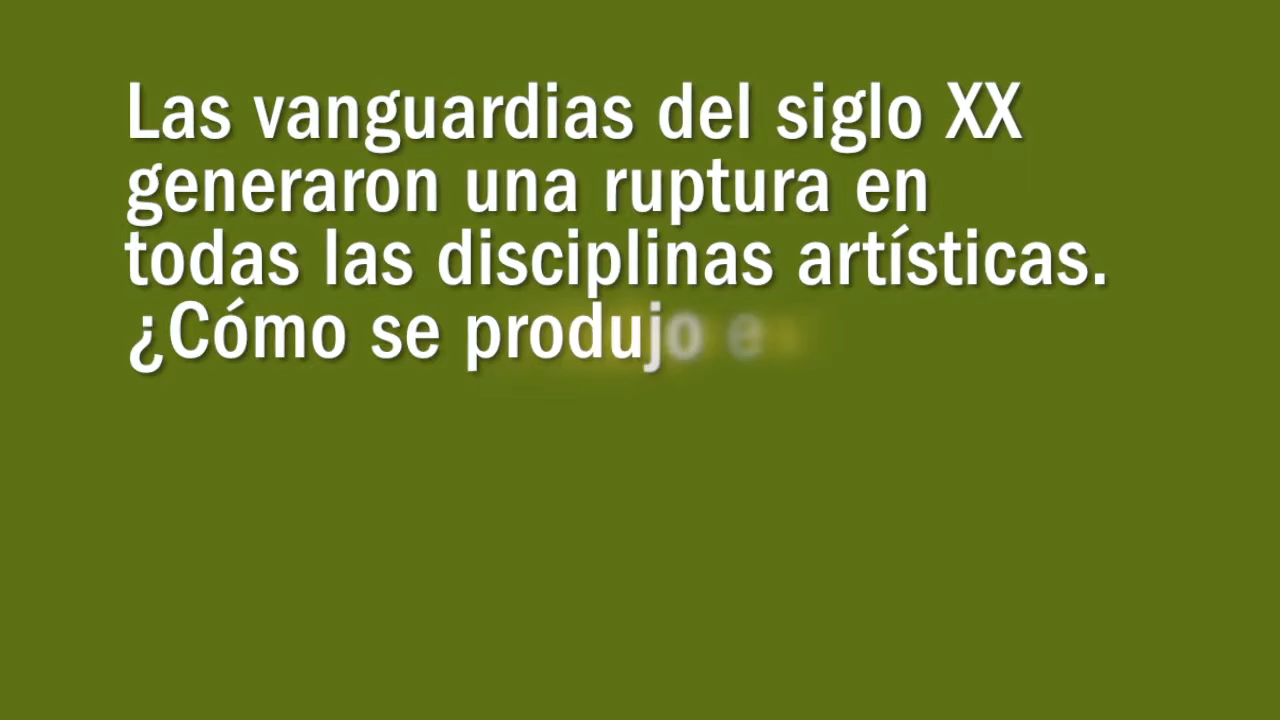 Las vanguardias del siglo XX
generaron una ruptura en
todas las disciplinas artísticas.
¿Cómo se produjo